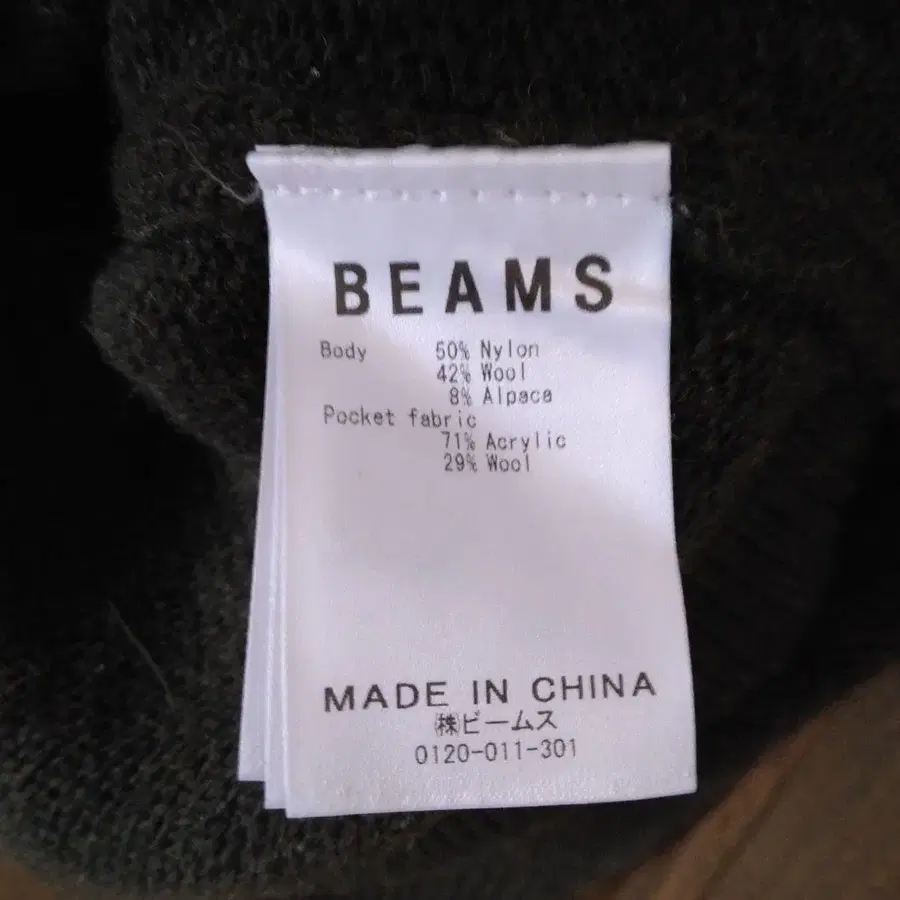 BEAMS
Body 50% Nylon
42% Wool
8% Alpaca
Pocket fabric
71% Acrylic
29% Wool
MADE IN CHINA
㈱ビームス
0120-011-301